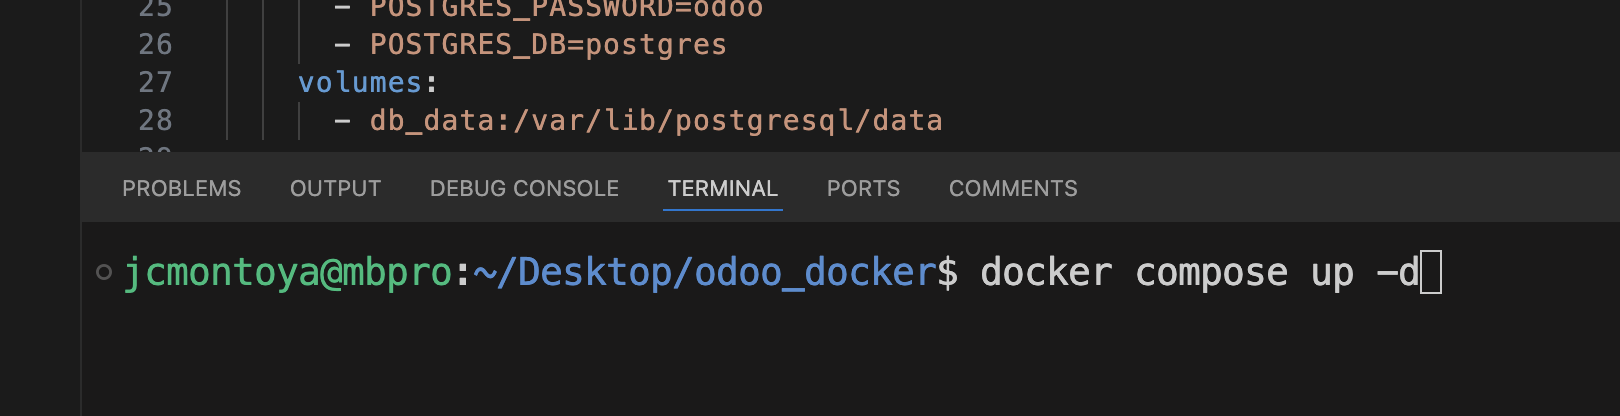 25 - POSTGRES_PASSWORD=odoo
26 - POSTGRES_DB=postgres
27 volumes:
28 - db_data:/var/lib/postgresql/data
29
PROBLEMS OUTPUT DEBUG CONSOLE TERMINAL PORTS COMMENTS
jcmontoya@mbpro:~/Desktop/odoo_docker$ docker compose up -d